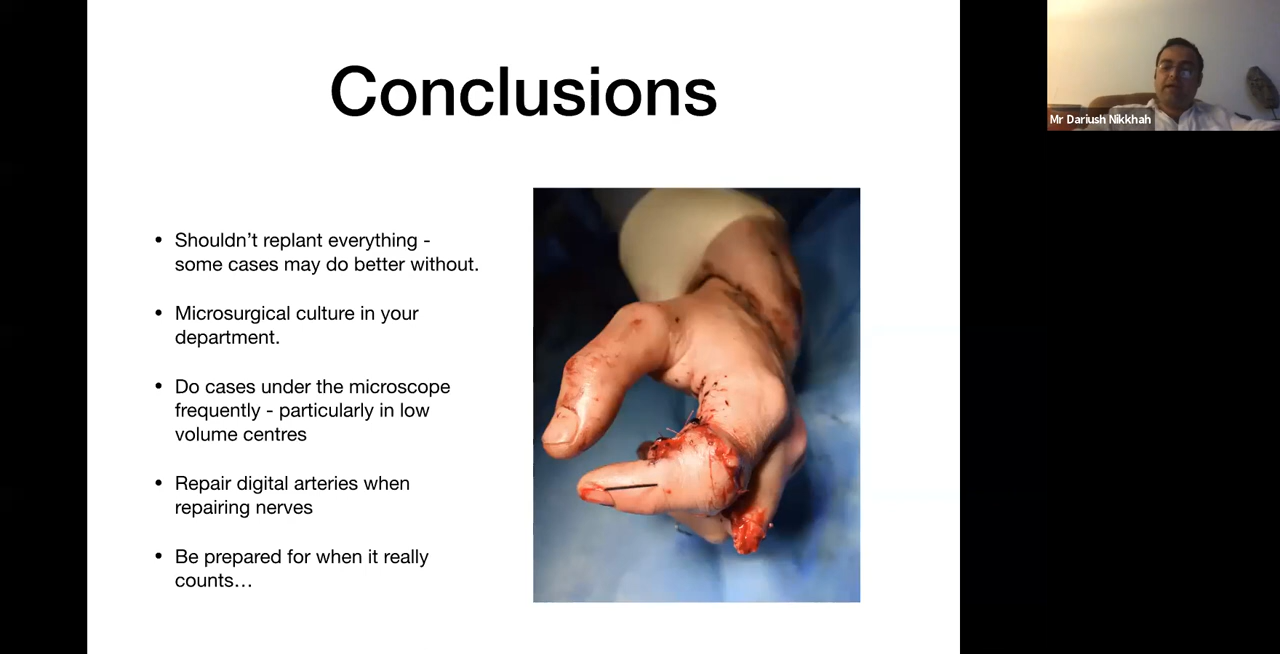 Conclusions
• Shouldn’t replant everything -
some cases may do better without.
• Microsurgical culture in your
department.
• Do cases under the microscope
frequently - particularly in low
volume centres
• Repair digital arteries when
repairing nerves
• Be prepared for when it really
counts…
Mr Dariush Nikkhah